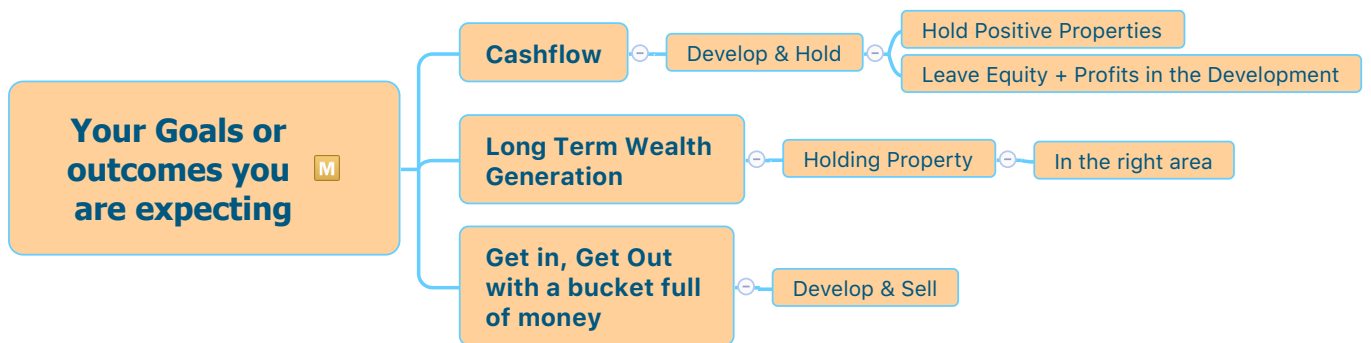 Your Goals or
outcomes you M
are expecting
Cashflow
Develop & Hold
Hold Positive Properties
Leave Equity + Profits in the Development
Long Term Wealth
Generation
Holding Property
In the right area
Get in, Get Out
with a bucket full
of money
Develop & Sell